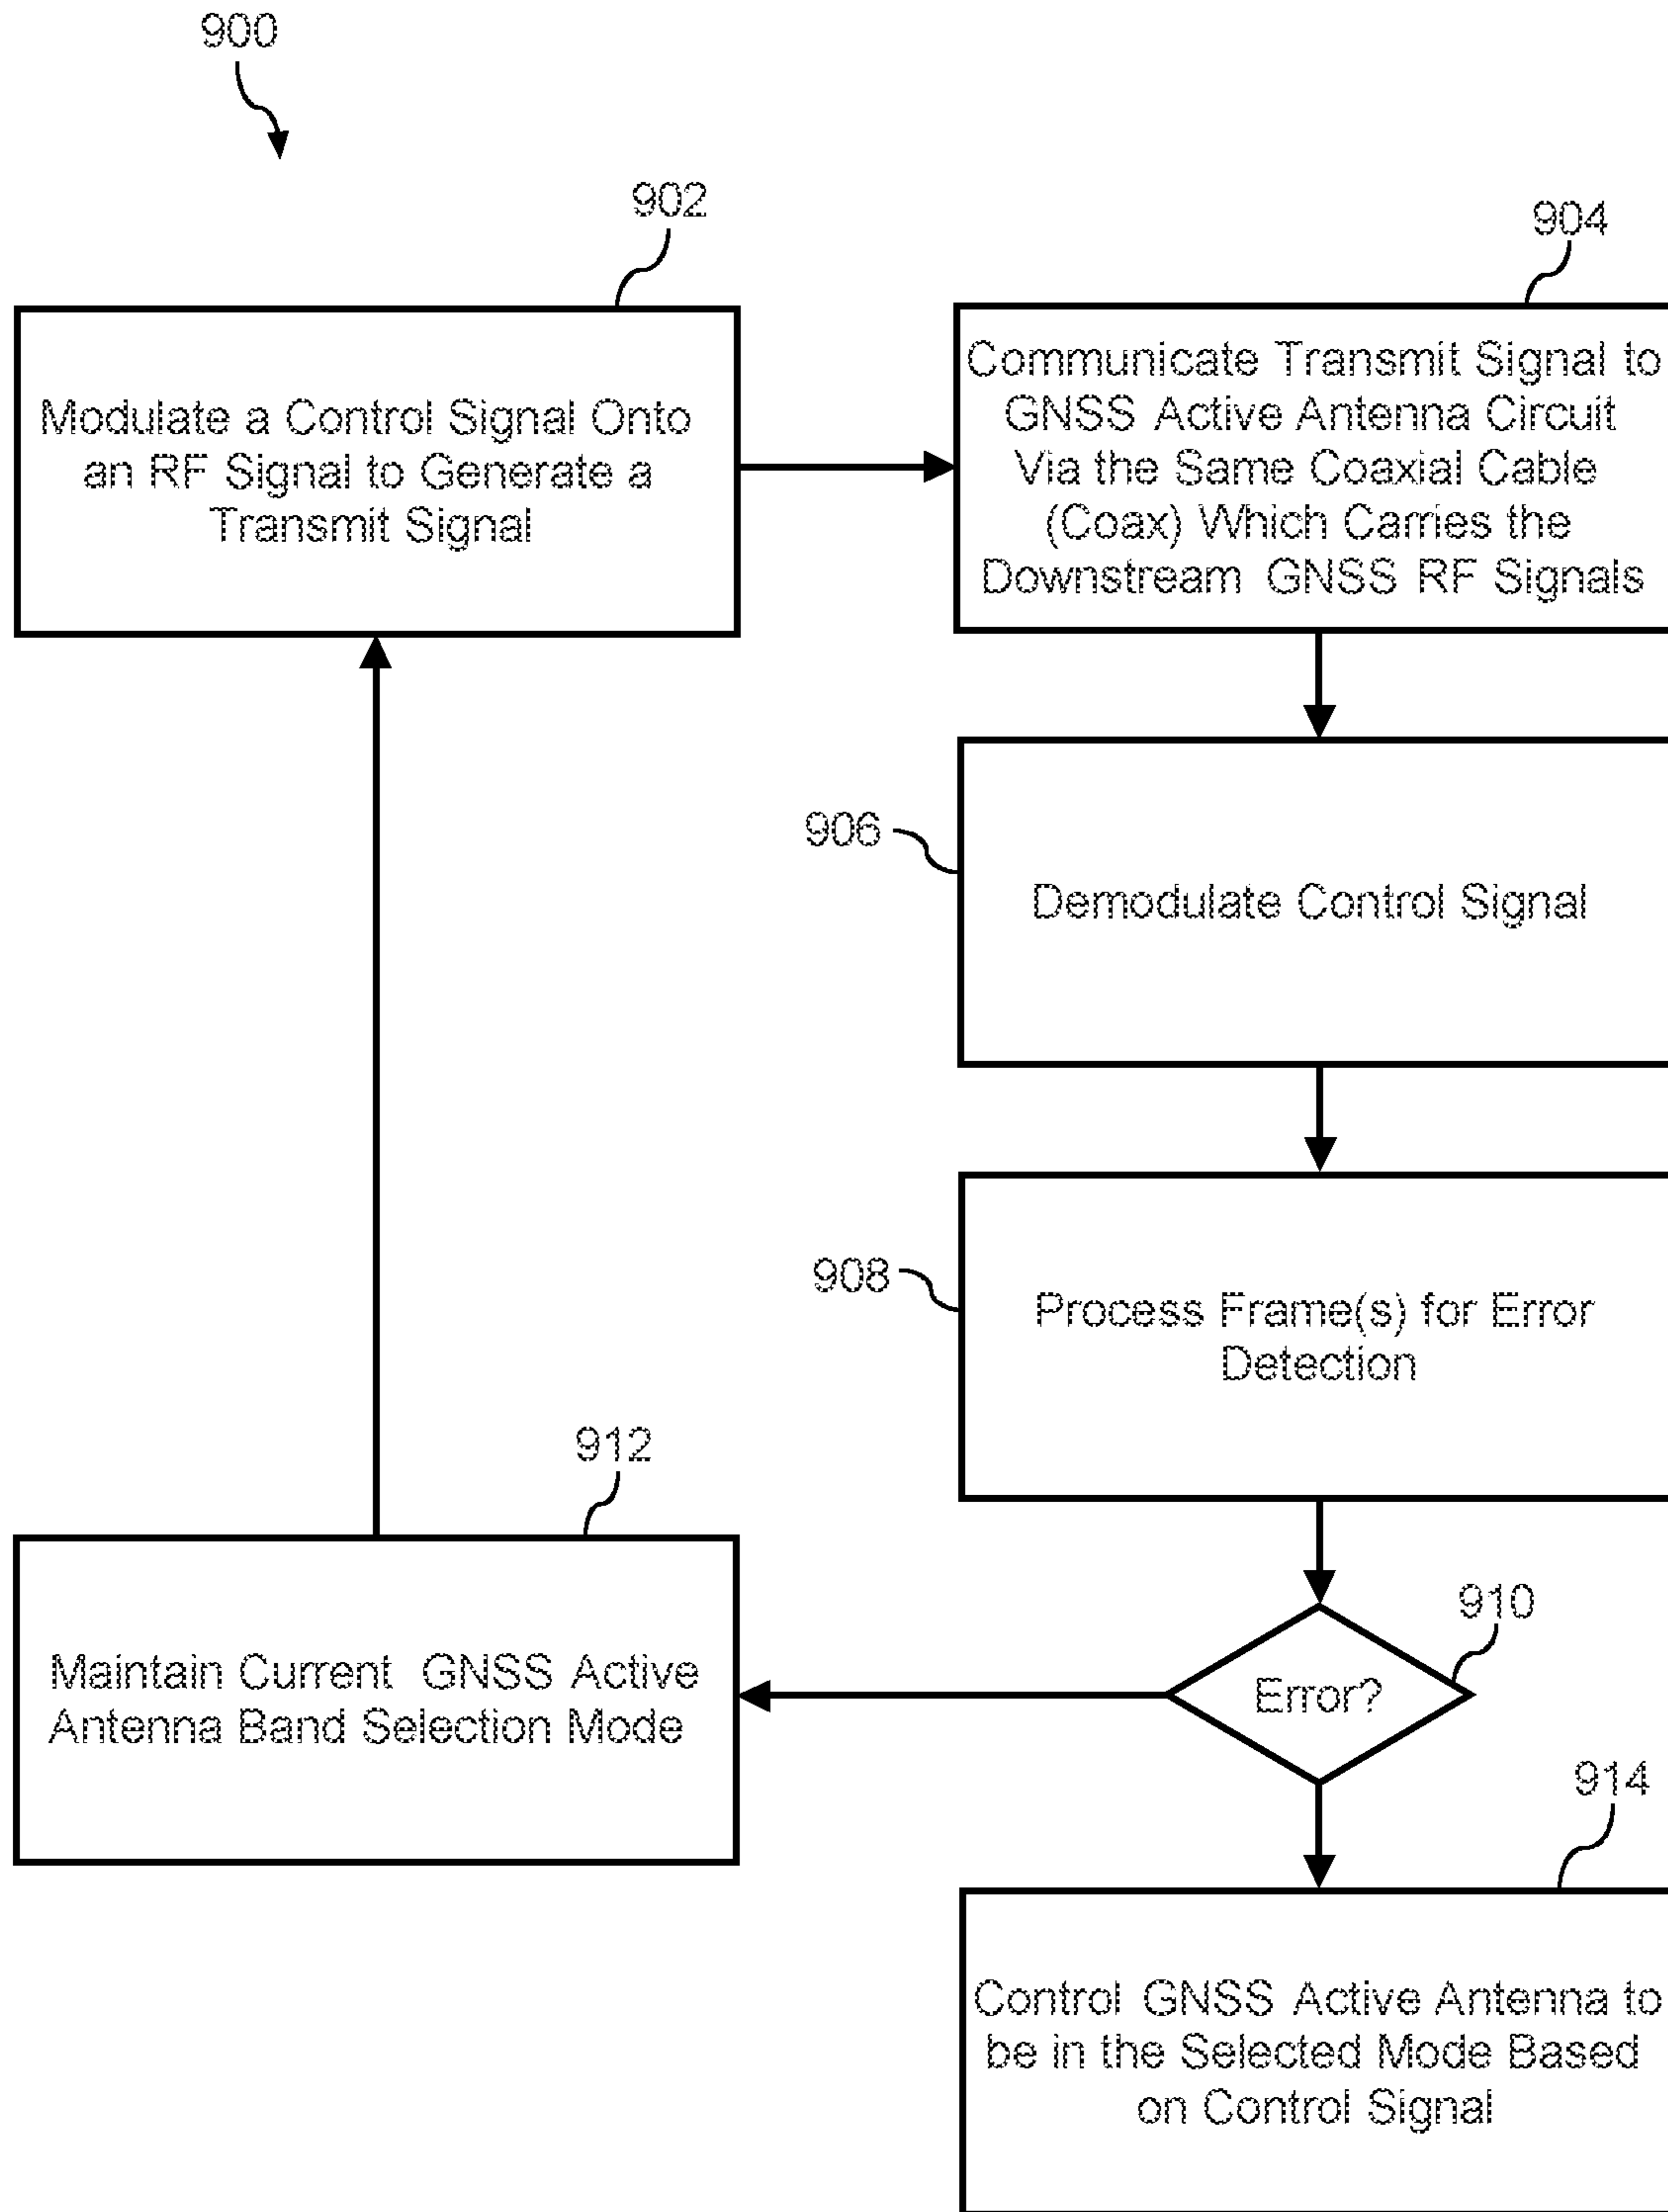 900
902
Modulate a Control Signal Onto
an RF Signal to Generate a
Transmit Signal
904
Communicate Transmit Signal to
GNSS Active Antenna Circuit
Via the Same Coaxial Cable
(Coax) Which Carries the
Downstream GNSS RF Signals
906
Demodulate Control Signal
908
Process Frame(s) for Error
Detection
910
Error?
912
Maintain Current GNSS Active
Antenna Band Selection Mode
914
Control GNSS Active Antenna to
be in the Selected Mode Based
on Control Signal